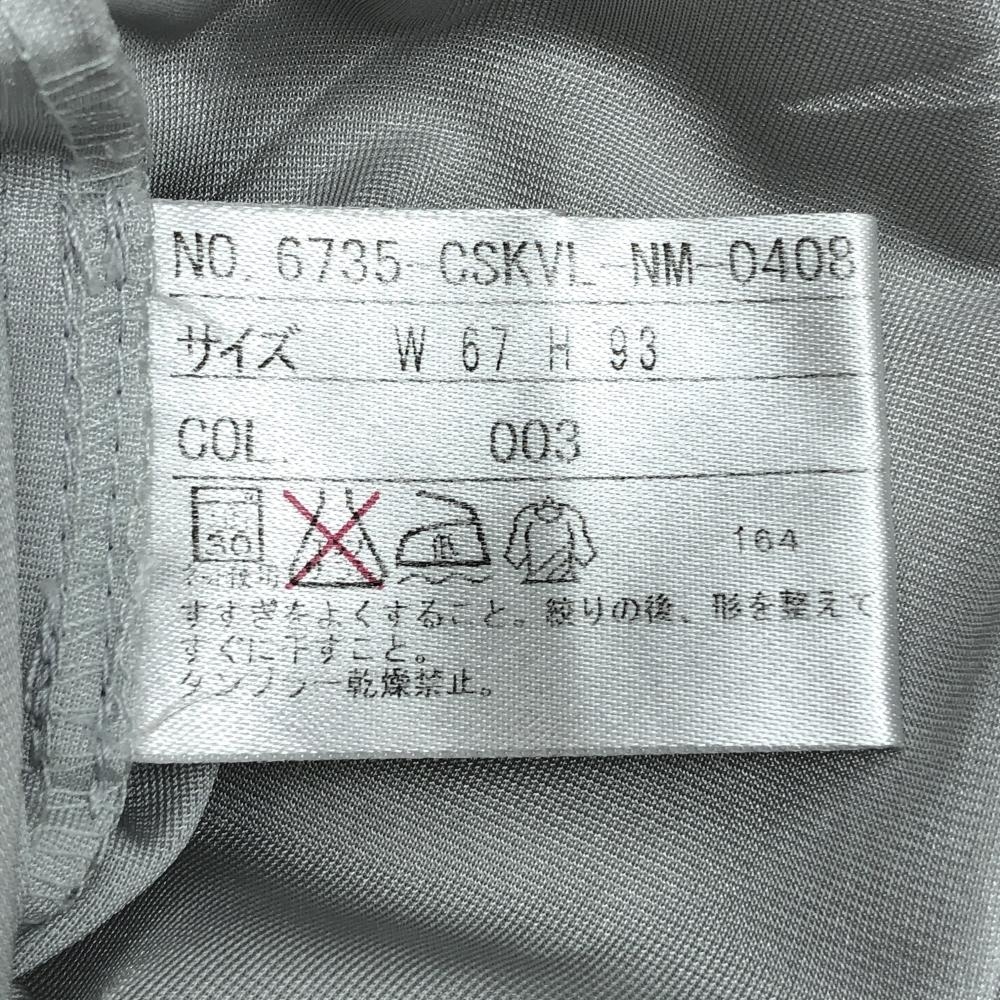 NO. 6735-CSKVL-NM-0408
サイズ W 67 H 93
COL. 003
30 低 164
すすぎをよくすること。絞りの後、形を整えて
すぐに干すこと。
タンブラー乾燥禁止。